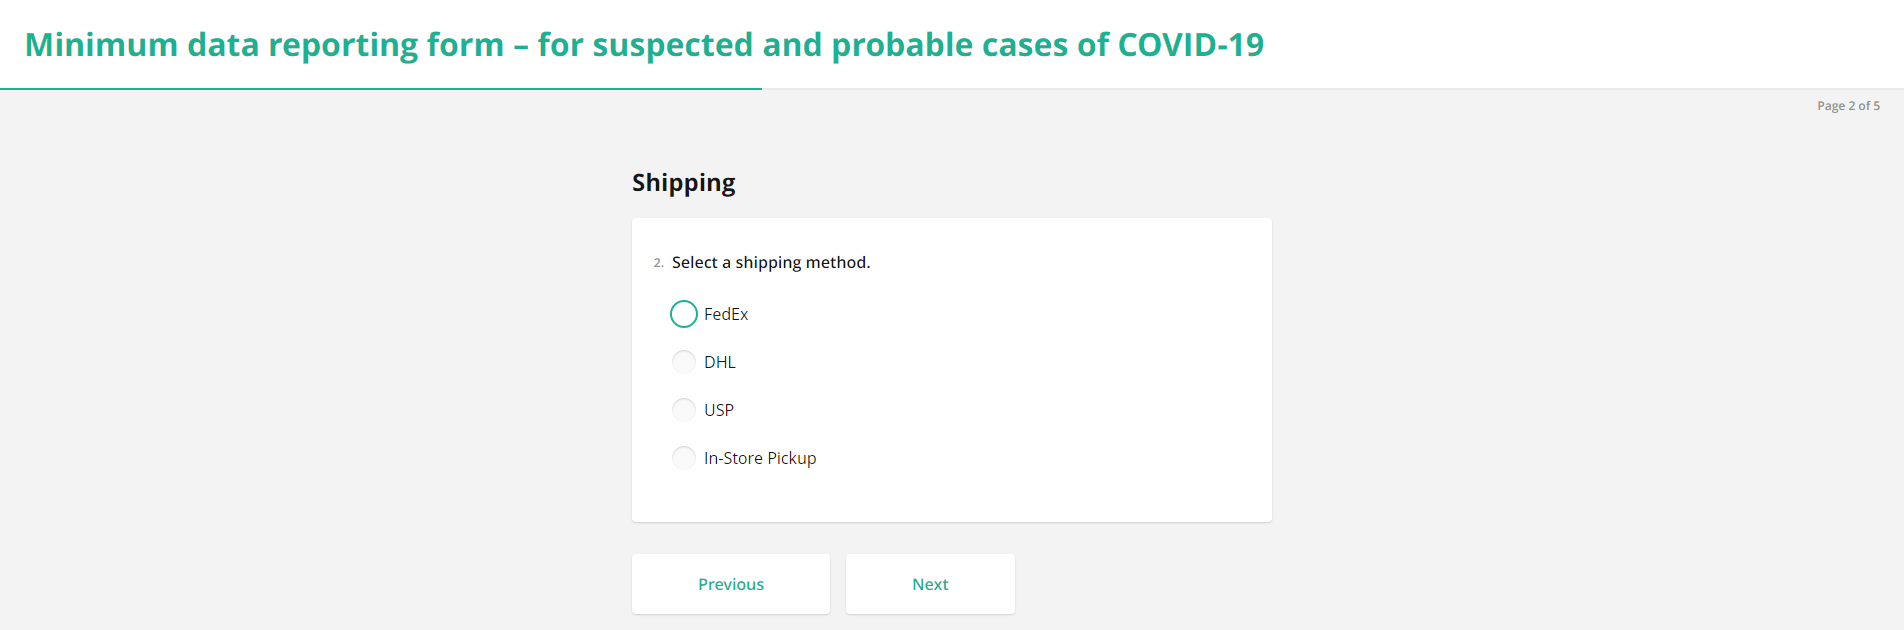 Minimum data reporting form – for suspected and probable cases of COVID-19
Page 2 of 5
Shipping
2. Select a shipping method.
FedEx
DHL
USP
In-Store Pickup
Previous
Next